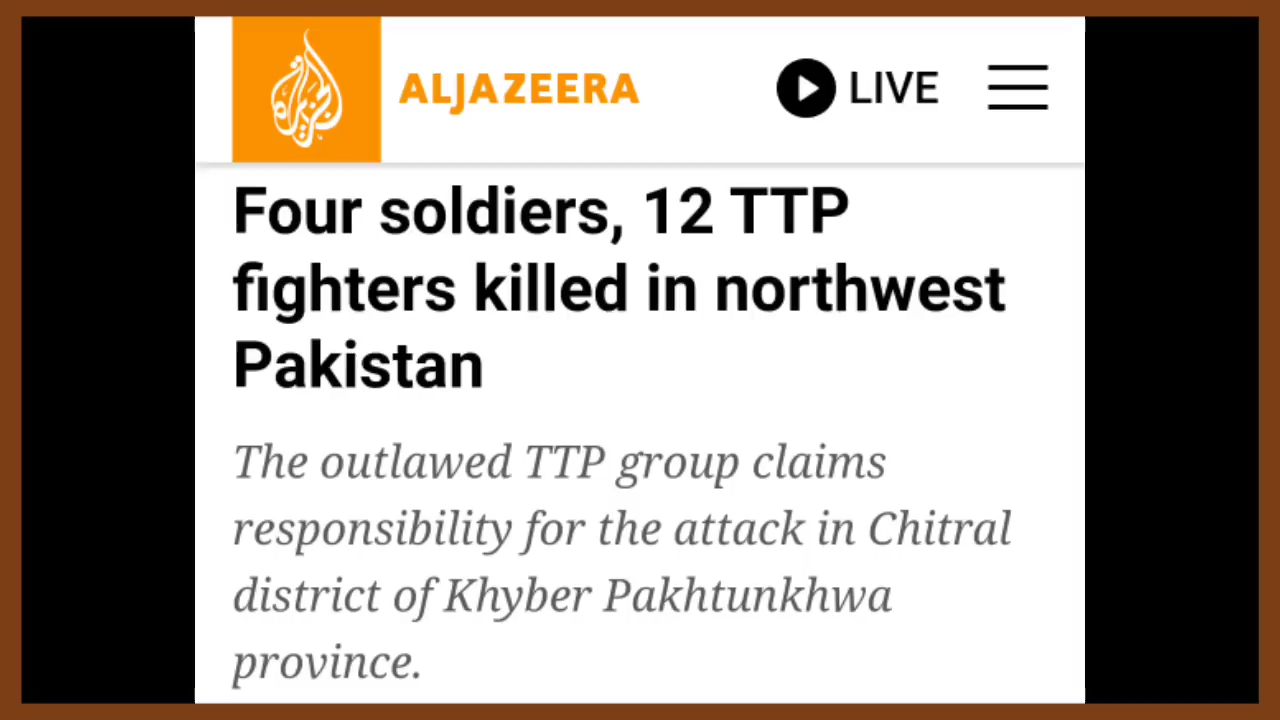 ALJAZEERA
LIVE
Four soldiers, 12 TTP
fighters killed in northwest
Pakistan
The outlawed TTP group claims
responsibility for the attack in Chitral
district of Khyber Pakhtunkhwa
province.